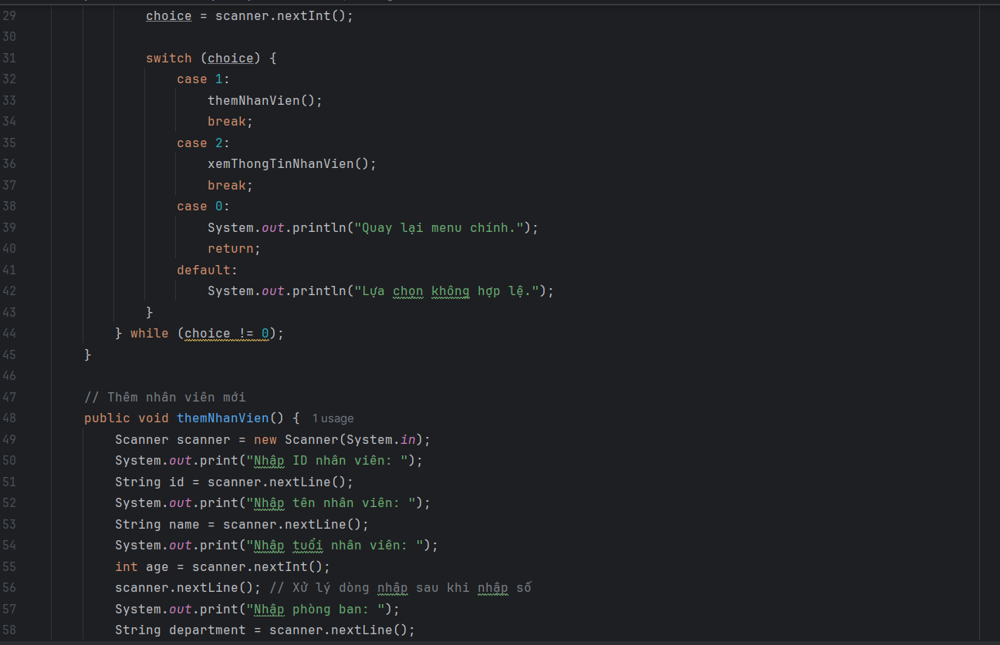 29 choice = scanner.nextInt();
30
31 switch (choice) {
32 case 1:
33 themNhanVien();
34 break;
35 case 2:
36 xemThongTinNhanVien();
37 break;
38 case 0:
39 System.out.println("Quay lại menu chính.");
40 return;
41 default:
42 System.out.println("Lựa chọn không hợp lệ.");
43 }
44 } while (choice != 0);
45 }
46
47 // Thêm nhân viên mới
48 public void themNhanVien() { 1 usage
49 Scanner scanner = new Scanner(System.in);
50 System.out.print("Nhập ID nhân viên: ");
51 String id = scanner.nextLine();
52 System.out.print("Nhập tên nhân viên: ");
53 String name = scanner.nextLine();
54 System.out.print("Nhập tuổi nhân viên: ");
55 int age = scanner.nextInt();
56 scanner.nextLine(); // Xử lý dòng nhập sau khi nhập số
57 System.out.print("Nhập phòng ban: ");
58 String department = scanner.nextLine();